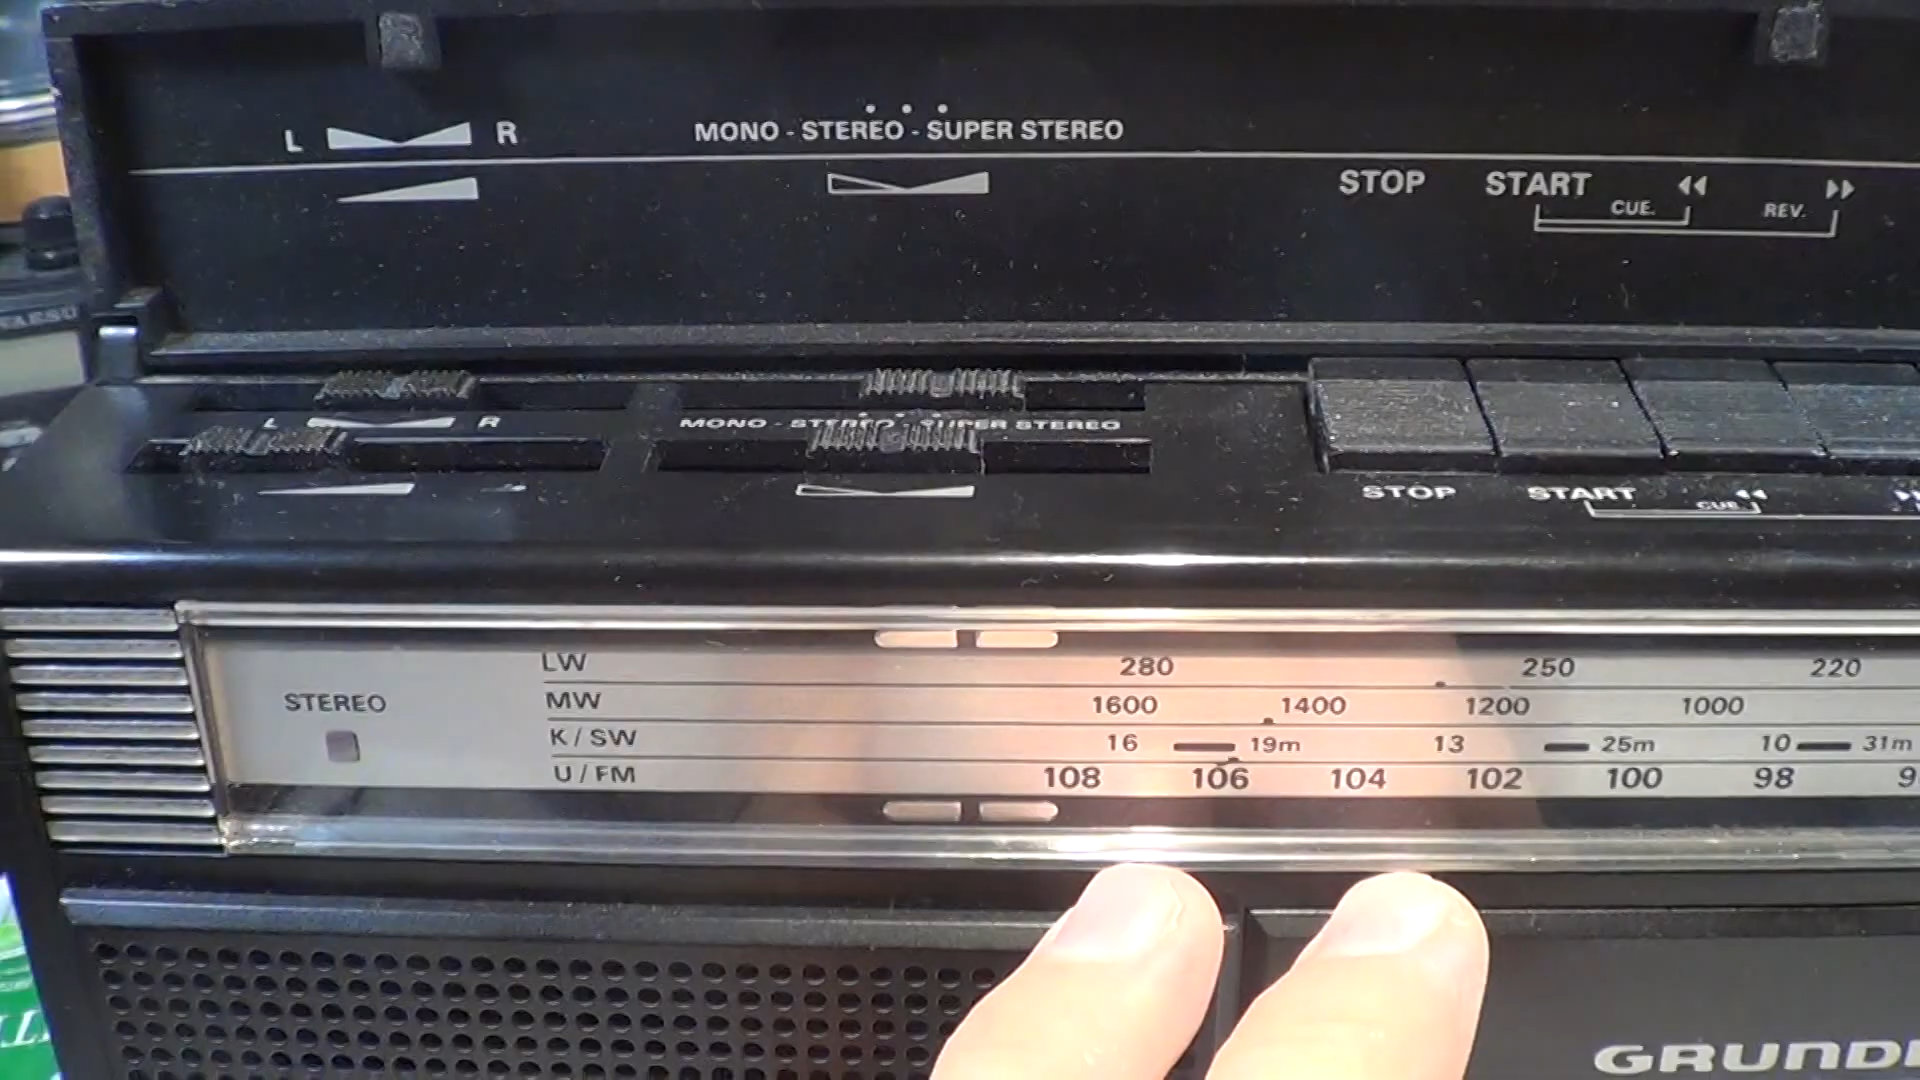 L R MONO - STEREO - SUPER STEREO
STOP START ◀◀ ▶▶
CUE. REV.
L R MONO - STEREO - SUPER STEREO
STOP START ◀◀ ▶▶
CUE.
LW 280 250 220
STEREO MW 1600 1400 1200 1000
K / SW 16 19m 13 25m 10 31m
U / FM 108 106 104 102 100 98 9
GRUNDI